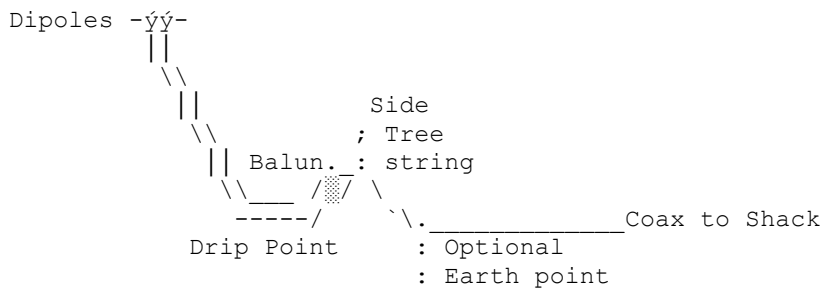 Dipoles -ýý-
Side
; Tree
Balun._: string
Coax to Shack
Drip Point : Optional
: Earth point